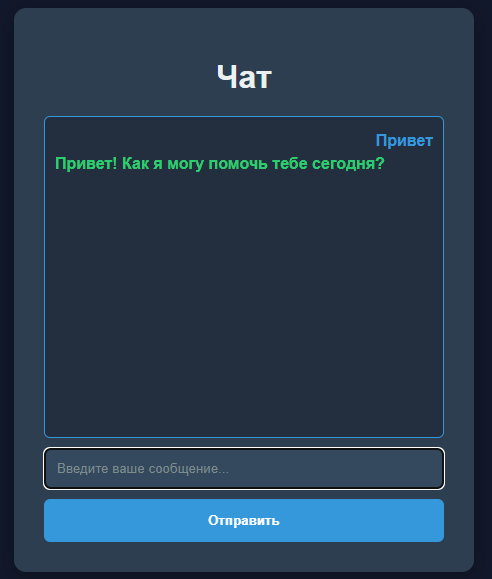 Чат
Привет
Привет! Как я могу помочь тебе сегодня?
Введите ваше сообщение...
Отправить